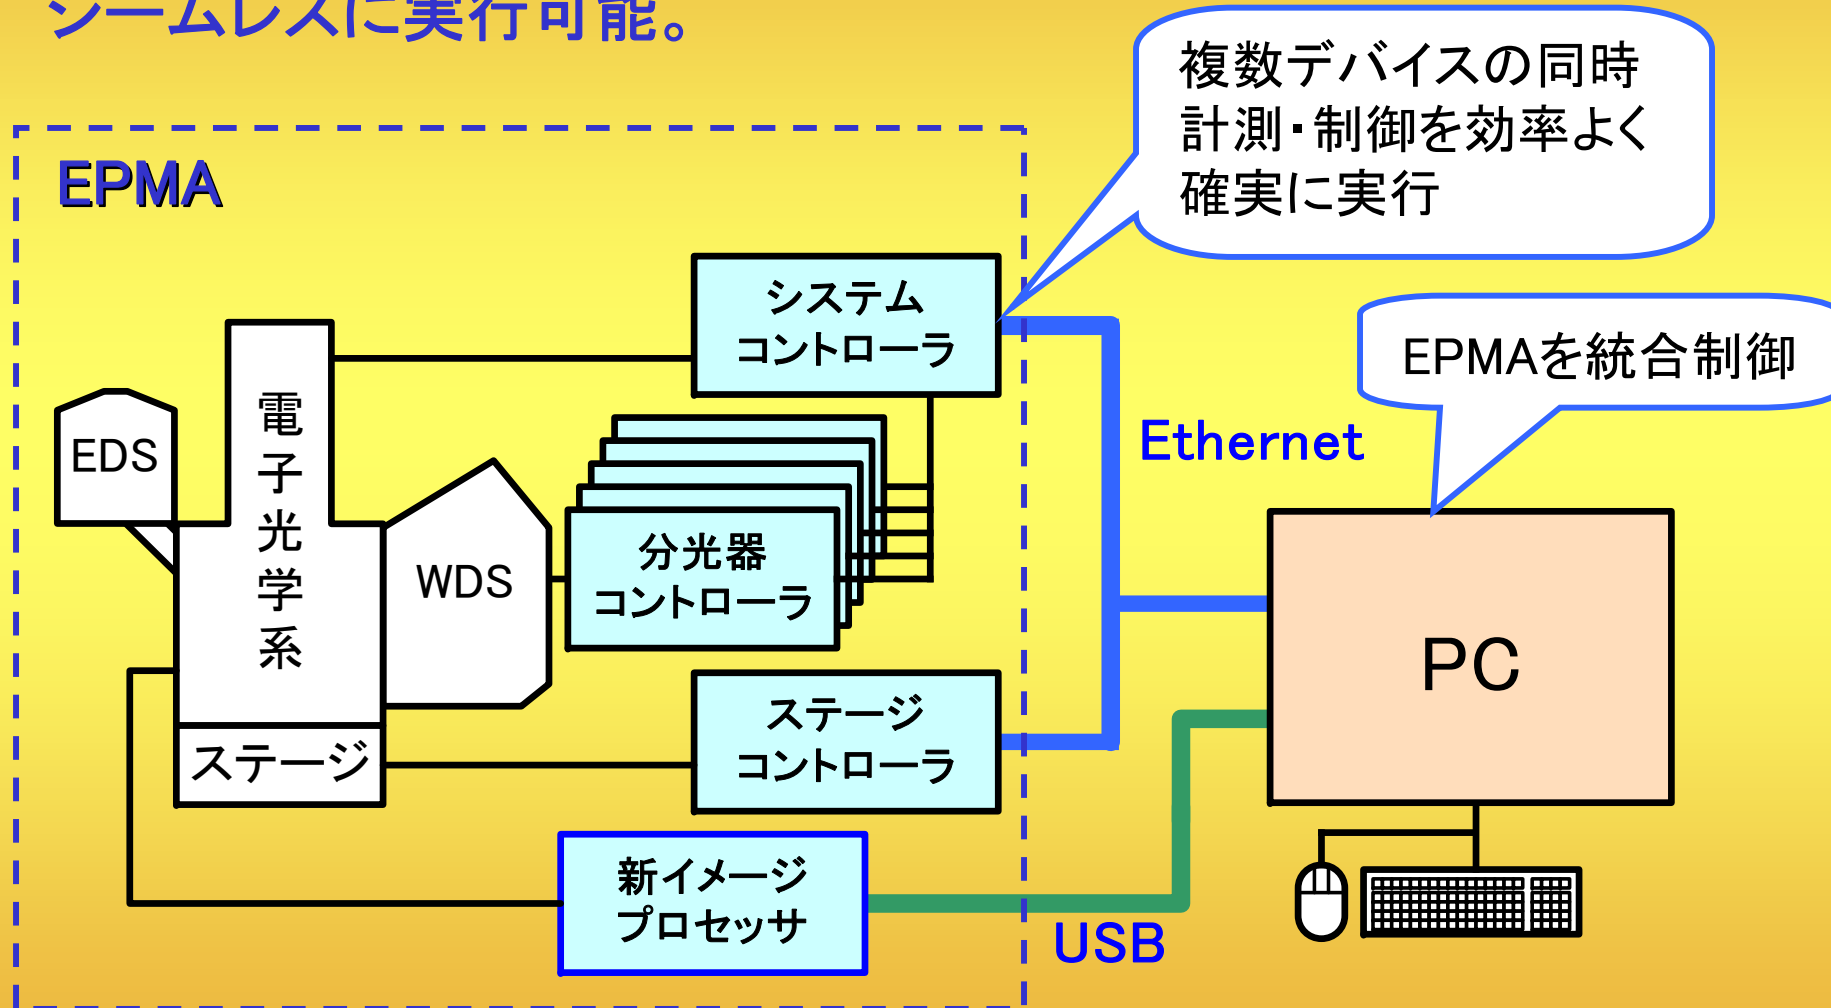 シームレスに実行可能。
複数デバイスの同時
計測・制御を効率よく
確実に実行
EPMA
システム
コントローラ
EPMAを統合制御
電子光学系
EDS
Ethernet
WDS
分光器
コントローラ
PC
ステージ
ステージ
コントローラ
新イメージ
プロセッサ
USB